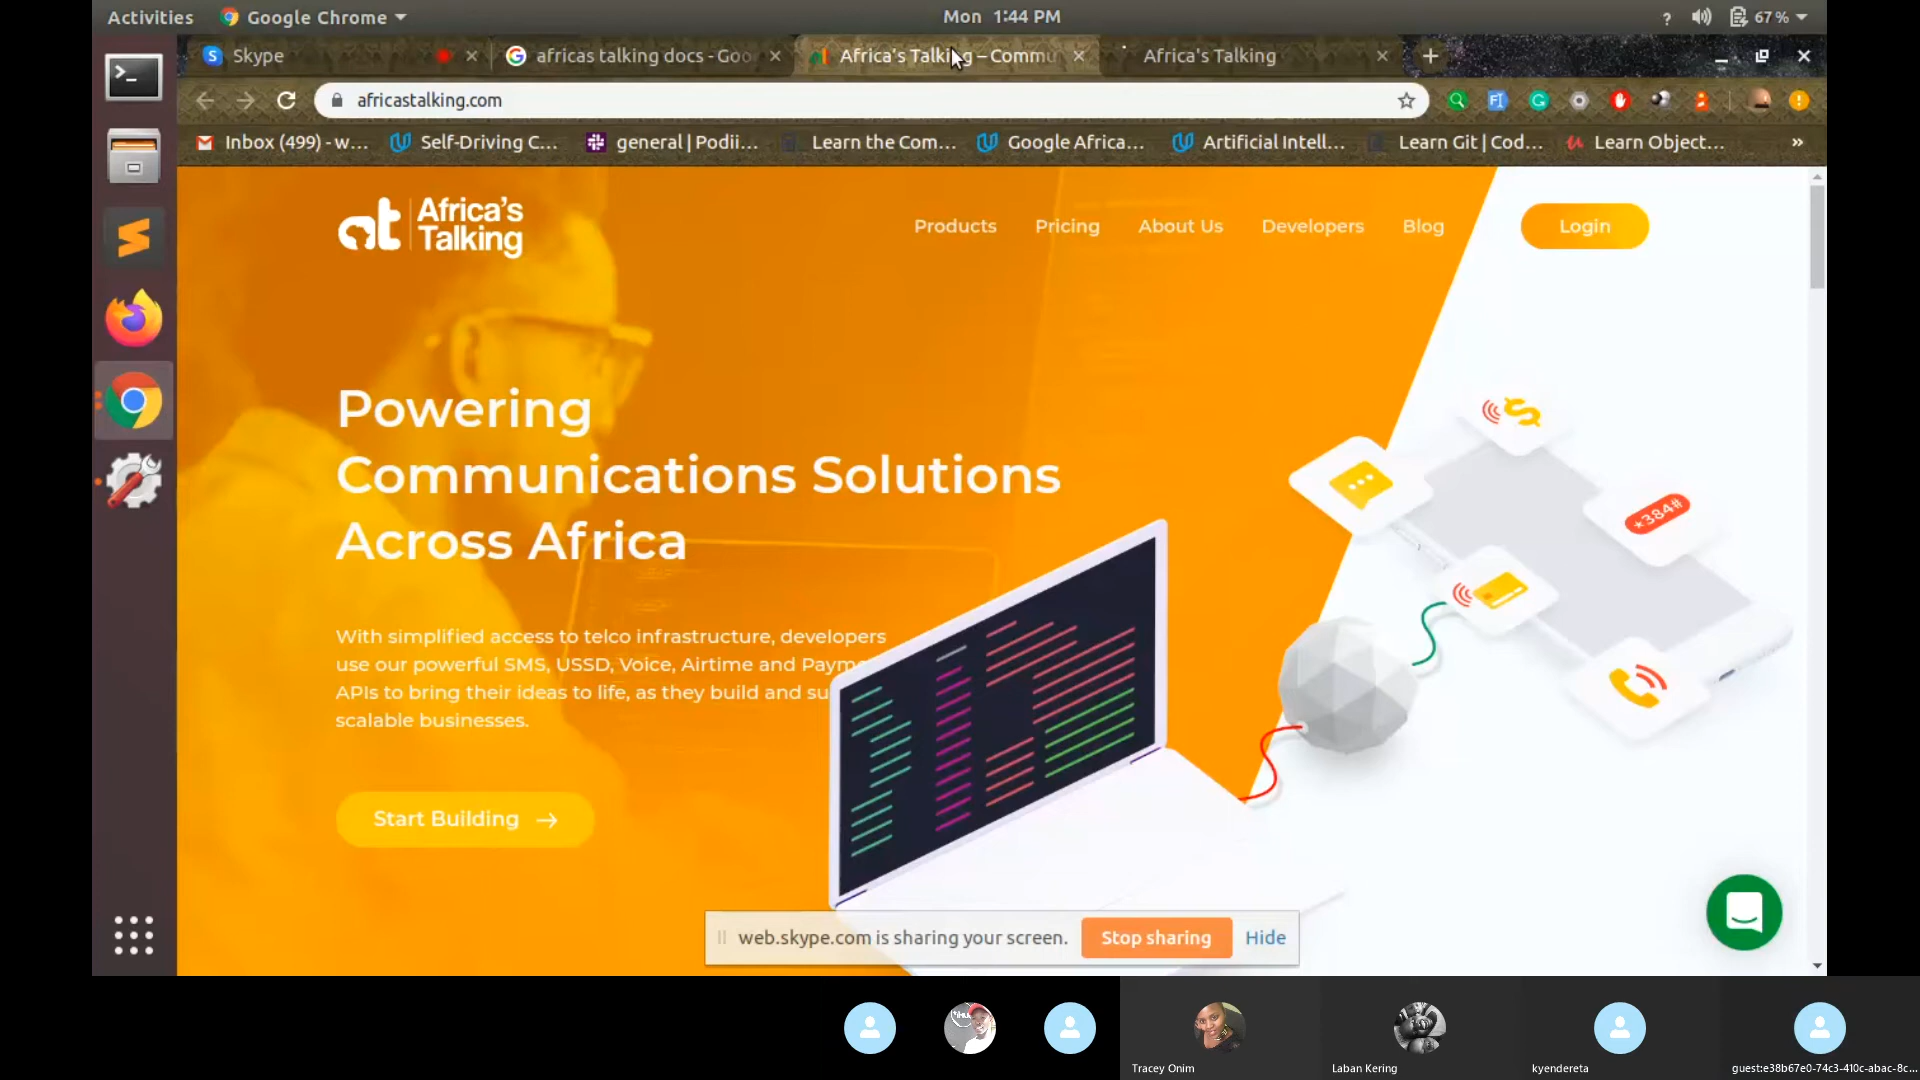 Activities
Google Chrome
Mon 1:44 PM
?
67 %
Skype
africas talking docs - Goo
Africa's Talking – Commu
Africa's Talking
africastalking.com
Inbox (499) - w...
Self-Driving C...
general | Podii...
Learn the Com...
Google Africa...
Artificial Intell...
Learn Git | Cod...
Learn Object...
»
at
Africa's
Talking
Products
Pricing
About Us
Developers
Blog
Login
Powering
Communications Solutions
Across Africa
With simplified access to telco infrastructure, developers
use our powerful SMS, USSD, Voice, Airtime and Payme
APIs to bring their ideas to life, as they build and su
scalable businesses.
Start Building →
$
*384#
web.skype.com is sharing your screen.
Stop sharing
Hide
Tracey Onim
Laban Kering
kyendereta
guest:e38b67e0-74c3-410c-abac-8c...